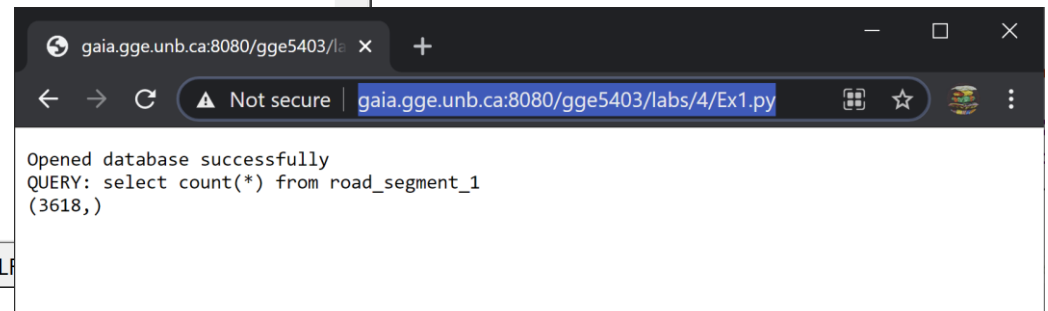 gaia.gge.unb.ca:8080/gge5403/la
Not secure | gaia.gge.unb.ca:8080/gge5403/labs/4/Ex1.py
Opened database successfully
QUERY: select count(*) from road_segment_1
(3618,)